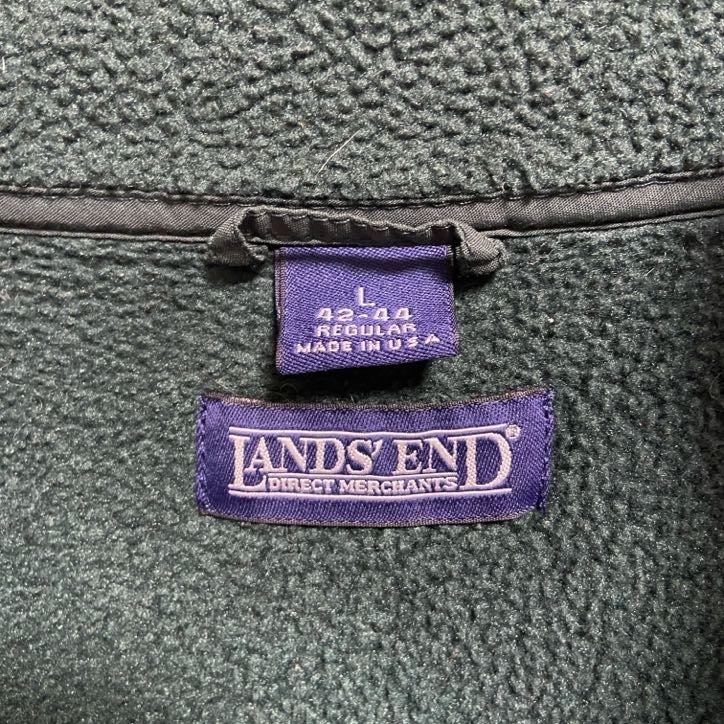 L
42-44
REGULAR
MADE IN U S A
LANDS' END®
DIRECT MERCHANTS